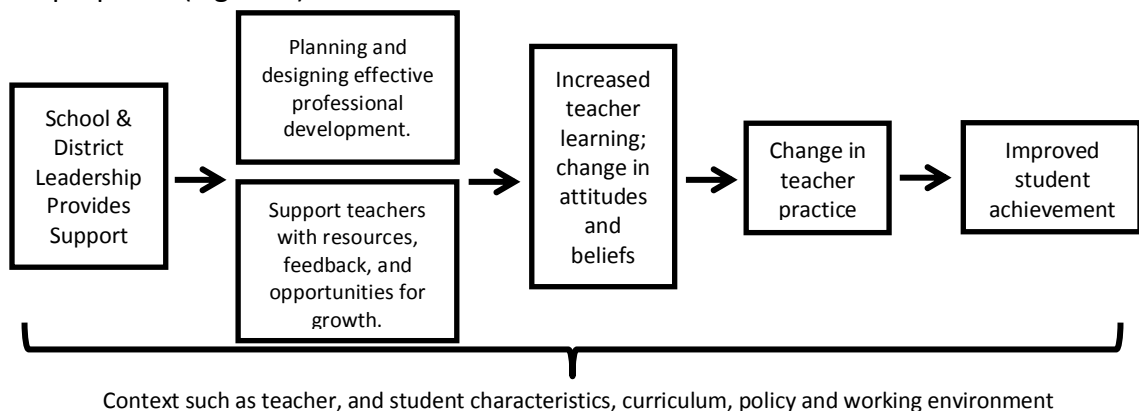 School &
District
Leadership
Provides
Support
Planning and
designing effective
professional
development.
Support teachers
with resources,
feedback, and
opportunities for
growth.
Increased
teacher
learning;
change in
attitudes
and
beliefs
Change in
teacher
practice
Improved
student
achievement
Context such as teacher, and student characteristics, curriculum, policy and working environment